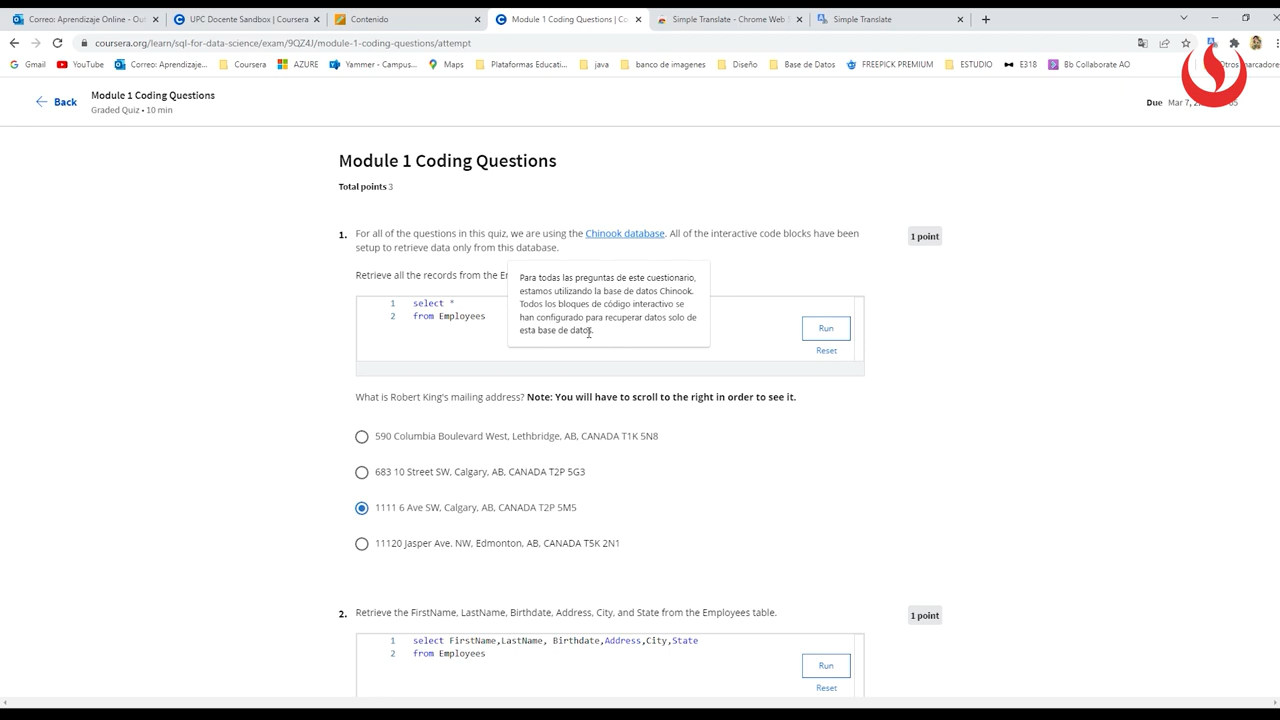 Correo: Aprendizaje Online - Out
UPC Docente Sandbox | Coursera
Contenido
Module 1 Coding Questions | Co
Simple Translate - Chrome Web S
Simple Translate
coursera.org/learn/sql-for-data-science/exam/9QZ4J/module-1-coding-questions/attempt
Gmail
YouTube
Correo: Aprendizaje...
Coursera
AZURE
Yammer - Campus...
Maps
Plataformas Educati...
java
banco de imagenes
Diseño
Base de Datos
FREEPICK PREMIUM
ESTUDIO
E318
Bb Collaborate AO
Otros marcadore
Back
Module 1 Coding Questions
Graded Quiz • 10 min
Due Mar 7,
Module 1 Coding Questions
Total points 3
1. For all of the questions in this quiz, we are using the Chinook database. All of the interactive code blocks have been
setup to retrieve data only from this database.
1 point
Retrieve all the records from the
Para todas las preguntas de este cuestionario,
estamos utilizando la base de datos Chinook.
Todos los bloques de código interactivo se
han configurado para recuperar datos solo de
esta base de datos.
1 select *
2 from Employees
Run
Reset
What is Robert King's mailing address? Note: You will have to scroll to the right in order to see it.
590 Columbia Boulevard West, Lethbridge, AB, CANADA T1K 5N8
683 10 Street SW, Calgary, AB, CANADA T2P 5G3
1111 6 Ave SW, Calgary, AB, CANADA T2P 5M5
11120 Jasper Ave. NW, Edmonton, AB, CANADA T5K 2N1
2. Retrieve the FirstName, LastName, Birthdate, Address, City, and State from the Employees table.
1 point
1 select FirstName,LastName, Birthdate,Address,City,State
2 from Employees
Run
Reset